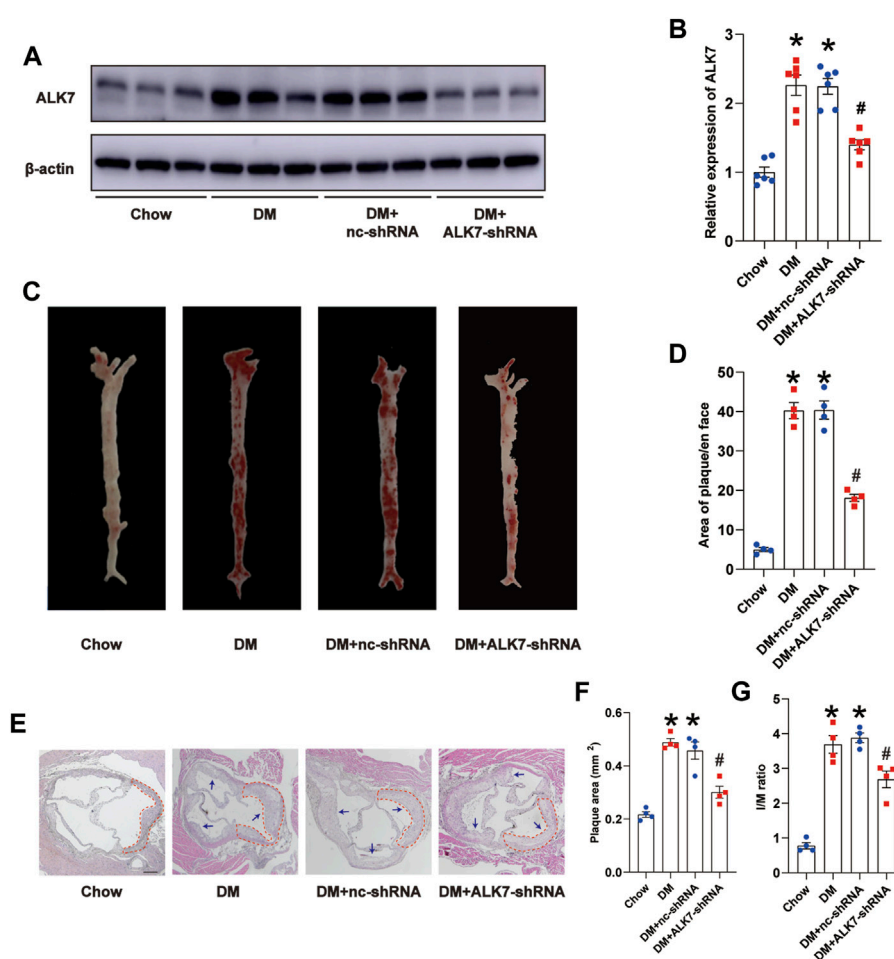 A
ALK7
β-actin
Chow DM DM+ nc-shRNA DM+ ALK7-shRNA
B
Relative expression of ALK7
3
2
1
0
* * #
Chow DM DM+nc-shRNA DM+ALK7-shRNA
C
Chow DM DM+nc-shRNA DM+ALK7-shRNA
D
Area of plaque/en face
50
40
30
20
10
0
* * #
Chow DM DM+nc-shRNA DM+ALK7-shRNA
E
Chow DM DM+nc-shRNA DM+ALK7-shRNA
F
Plaque area (mm²)
0.6
0.4
0.2
0.0
* * #
Chow DM DM+nc-shRNA DM+ALK7-shRNA
G
I/M ratio
5
4
3
2
1
0
* * #
Chow DM DM+nc-shRNA DM+ALK7-shRNA